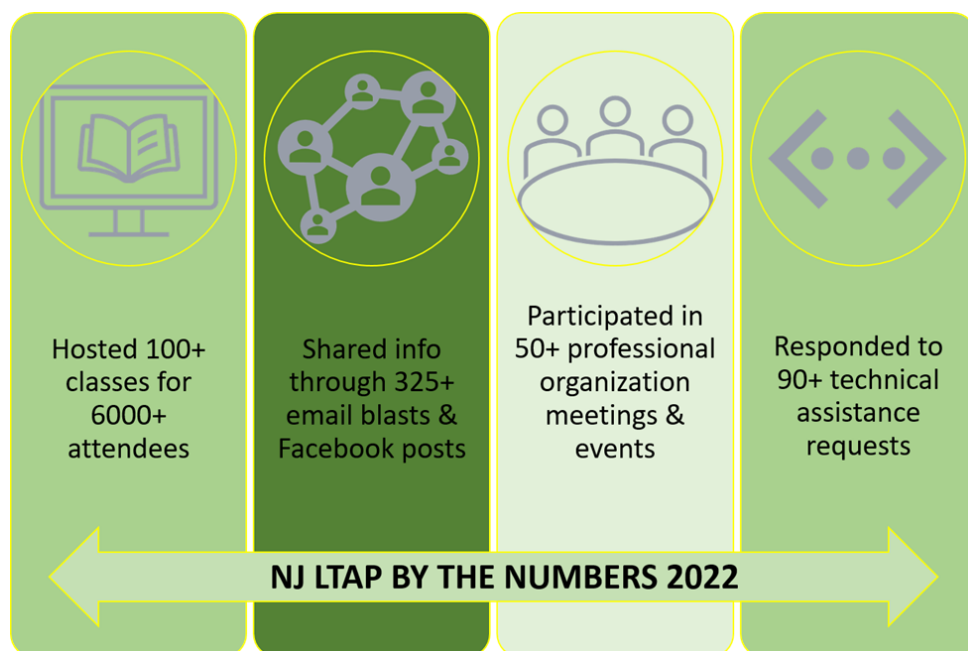 Hosted 100+
classes for
6000+
attendees
Shared info
through 325+
email blasts &
Facebook posts
Participated in
50+ professional
organization
meetings &
events
Responded to
90+ technical
assistance
requests
NJ LTAP BY THE NUMBERS 2022